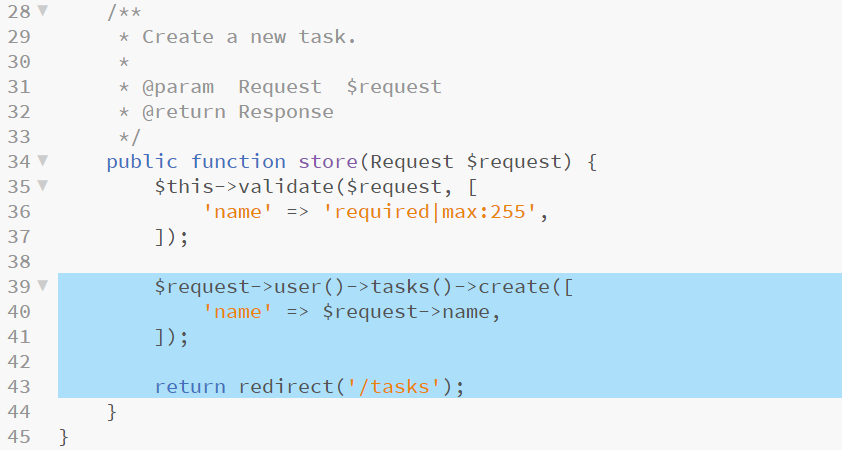 28 /**
29  * Create a new task.
30  *
31  * @param  Request  $request
32  * @return Response
33  */
34 public function store(Request $request) {
35     $this->validate($request, [
36         'name' => 'required|max:255',
37     ]);
38
39     $request->user()->tasks()->create([
40         'name' => $request->name,
41     ]);
42
43     return redirect('/tasks');
44 }
45 }